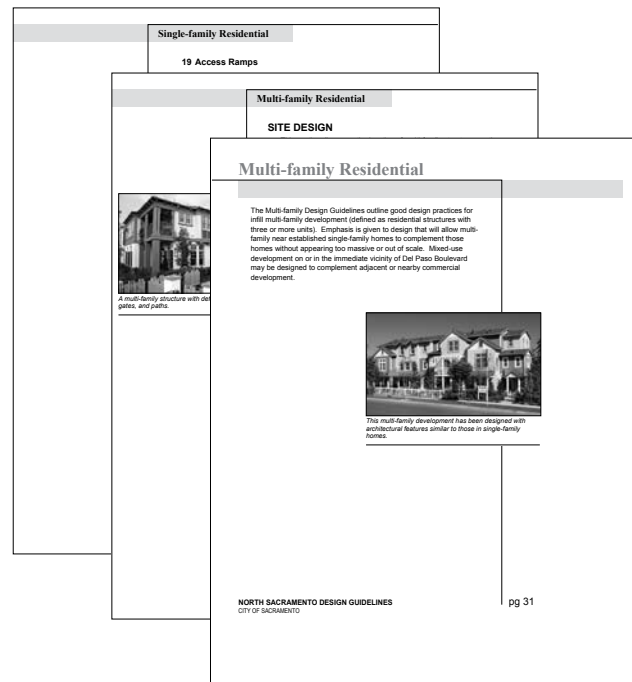 Single-family Residential
19 Access Ramps
Multi-family Residential
SITE DESIGN
A multi-family structure with
gates, and paths.
Multi-family Residential
The Multi-family Design Guidelines outline good design practices for
infill multi-family development (defined as residential structures with
three or more units). Emphasis is given to design that will allow multi-
family near established single-family homes to complement those
homes without appearing too massive or out of scale. Mixed-use
development on or in the immediate vicinity of Del Paso Boulevard
may be designed to complement adjacent or nearby commercial
development.
This multi-family development has been designed with
architectural features similar to those in single-family
homes.
NORTH SACRAMENTO DESIGN GUIDELINES
CITY OF SACRAMENTO
pg 31